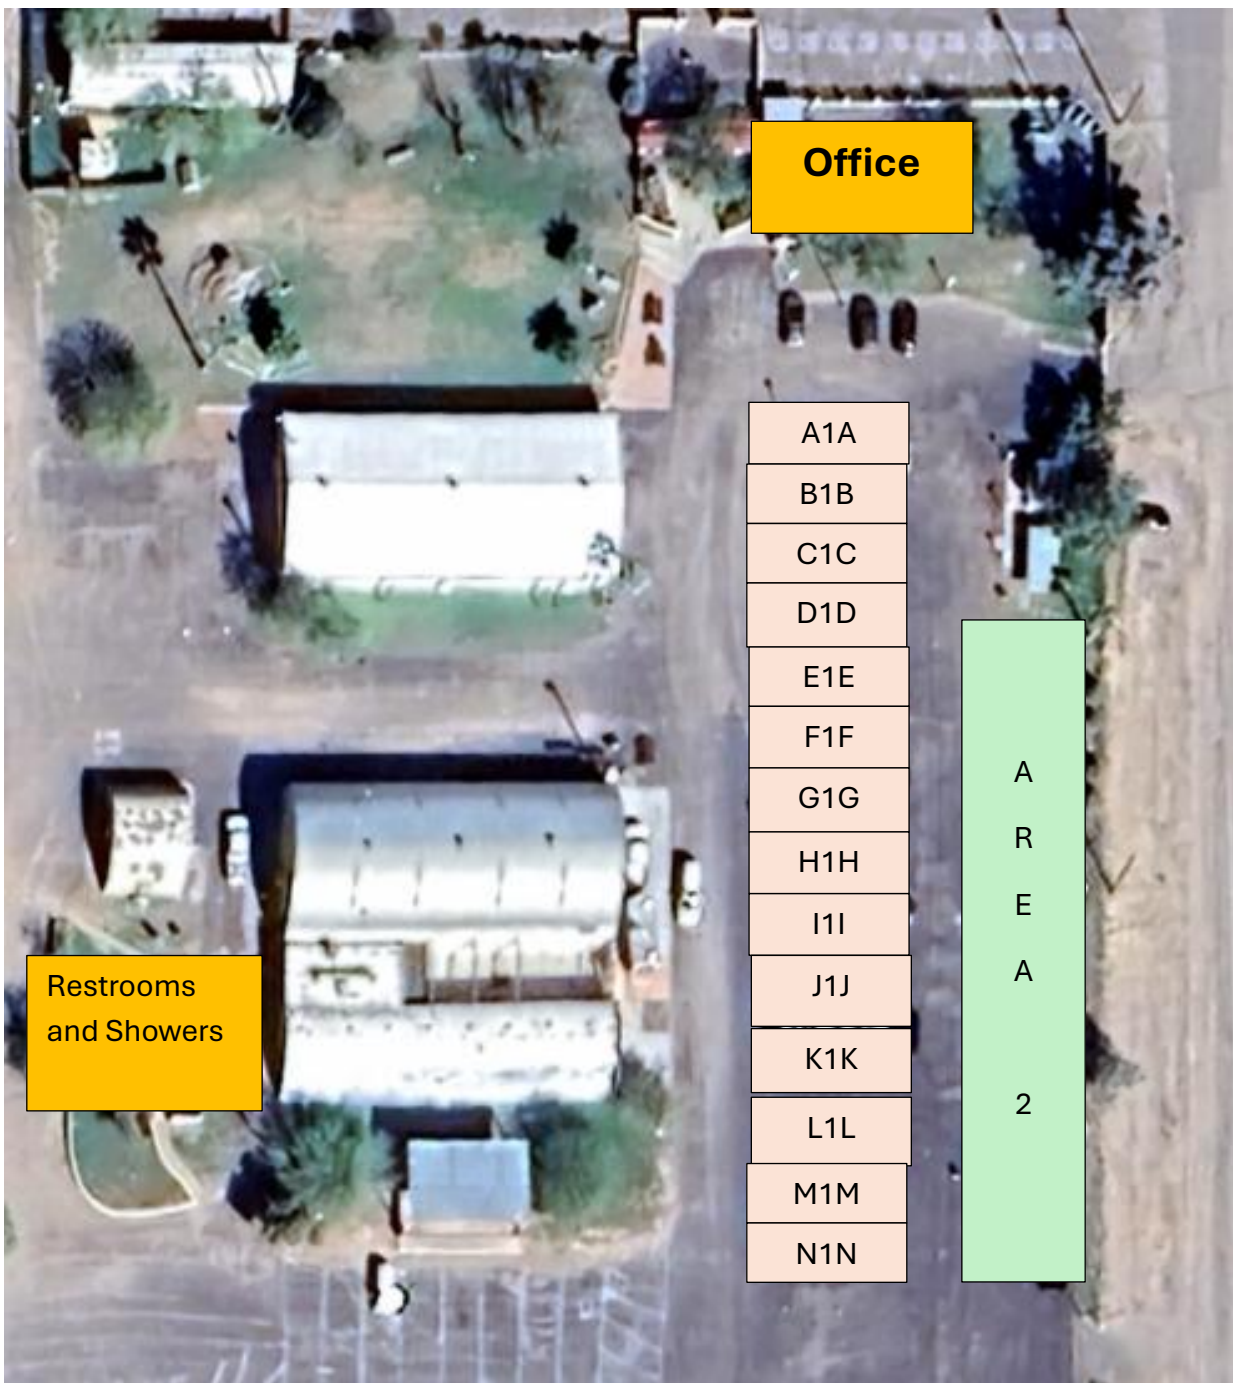 Office
A1A
B1B
C1C
D1D
E1E
F1F
G1G
H1H
I1I
J1J
K1K
L1L
M1M
N1N
A
R
E
A
2
Restrooms
and Showers